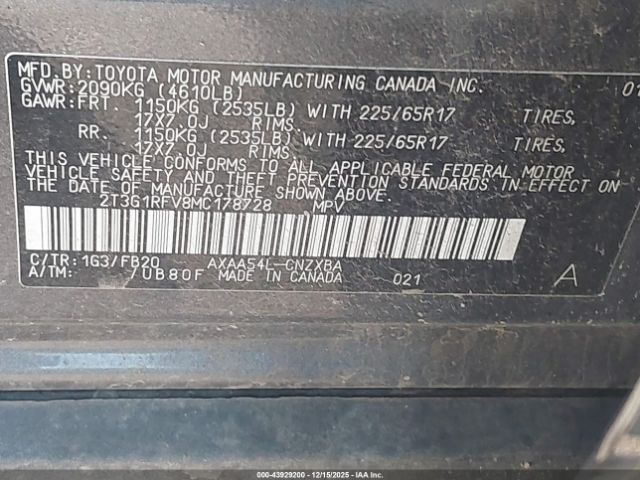 MFD.BY:TOYOTA MOTOR MANUFACTURING CANADA INC. 01
GVWR:2090KG (4610LB)
GAWR:FRT. 1150KG (2535LB) WITH 225/65R17 TIRES,
17X7.0J RIMS
RR. 1150KG (2535LB) WITH 225/65R17 TIRES,
17X7.0J RIMS
THIS VEHICLE CONFORMS TO ALL APPLICABLE FEDERAL MOTOR
VEHICLE SAFETY AND THEFT PREVENTION STANDARDS IN EFFECT ON
THE DATE OF MANUFACTURE SHOWN ABOVE.
2T3G1RFV8MC178728 MPV
C/TR:1G3/FB20 AXAA54L-CNZXBA
A/TM: /UB80F MADE IN CANADA 021 A
000-43929200 - 12/15/2025 - IAAI.com